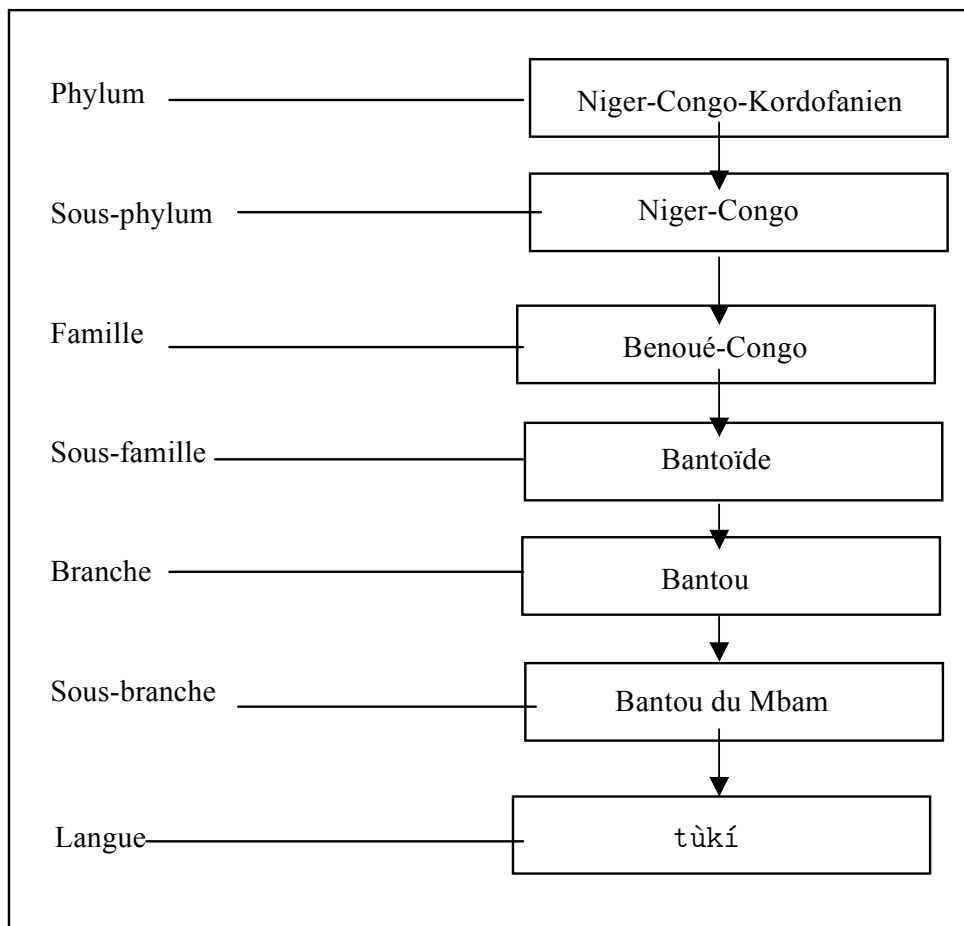 Phylum Niger-Congo-Kordofanien
Sous-phylum Niger-Congo
Famille Benoué-Congo
Sous-famille Bantoïde
Branche Bantou
Sous-branche Bantou du Mbam
Langue tùkí